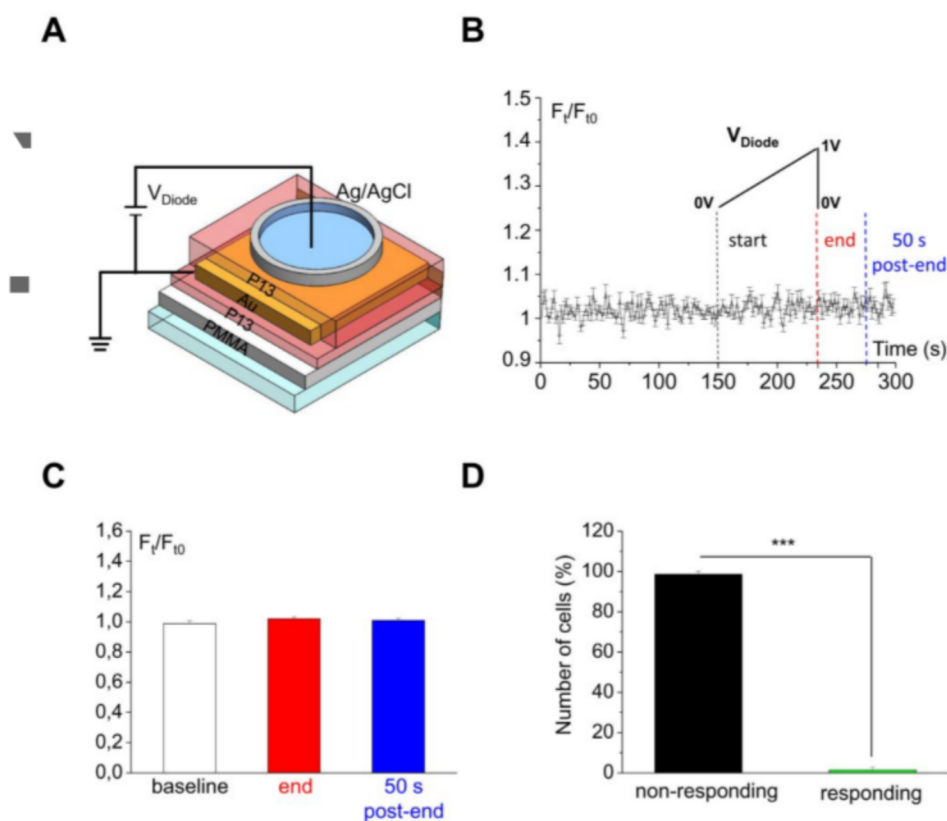 A
V_Diode
Ag/AgCl
P13
Au
P13
PMMA
B
F_t/F_t0
1.5
1.4
1.3
1.2
1.1
1.0
0.9
V_Diode
1V
0V
0V
start
end
50 s
post-end
Time (s)
0 50 100 150 200 250 300
C
F_t/F_t0
1,6
1,4
1,2
1,0
0,8
0,6
0,4
0,2
0,0
baseline
end
50 s
post-end
D
Number of cells (%)
120
100
80
60
40
20
0
***
non-responding
responding